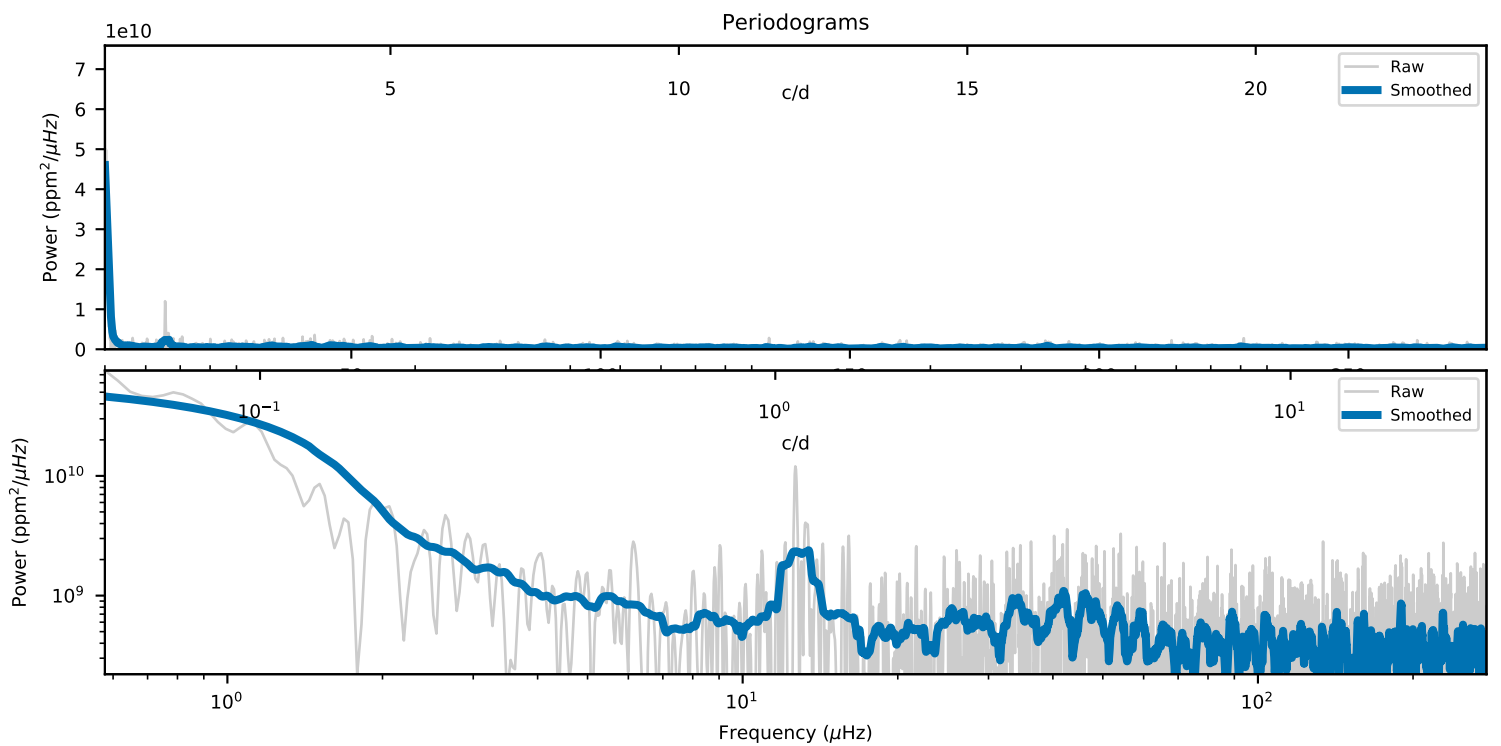 Periodograms
1e10
5 10 15 20
c/d
Raw
Smoothed
7
6
5
4
3
2
1
0
Power (ppm²/μHz)
10⁻¹ 10⁰ 10¹
c/d
Raw
Smoothed
10¹⁰
10⁹
Power (ppm²/μHz)
10⁰ 10¹ 10²
Frequency (μHz)